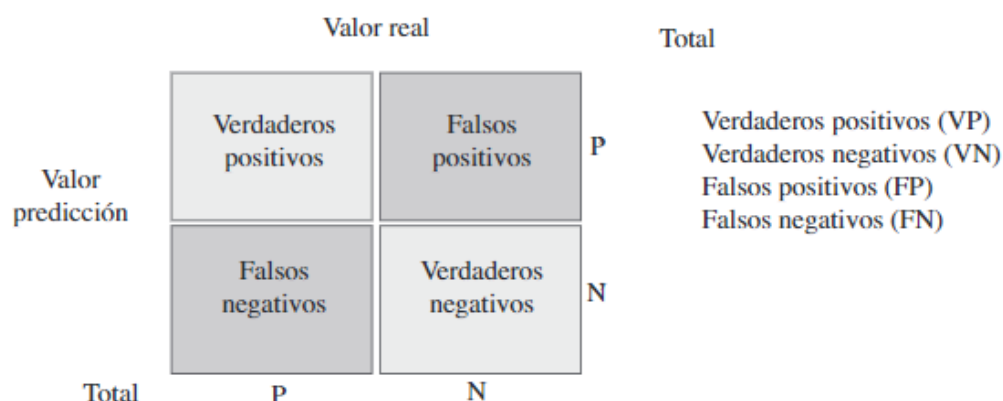 Valor real
Total
Verdaderos
positivos
Falsos
positivos
P
Valor
predicción
Falsos
negativos
Verdaderos
negativos
N
Total
P
N
Verdaderos positivos (VP)
Verdaderos negativos (VN)
Falsos positivos (FP)
Falsos negativos (FN)